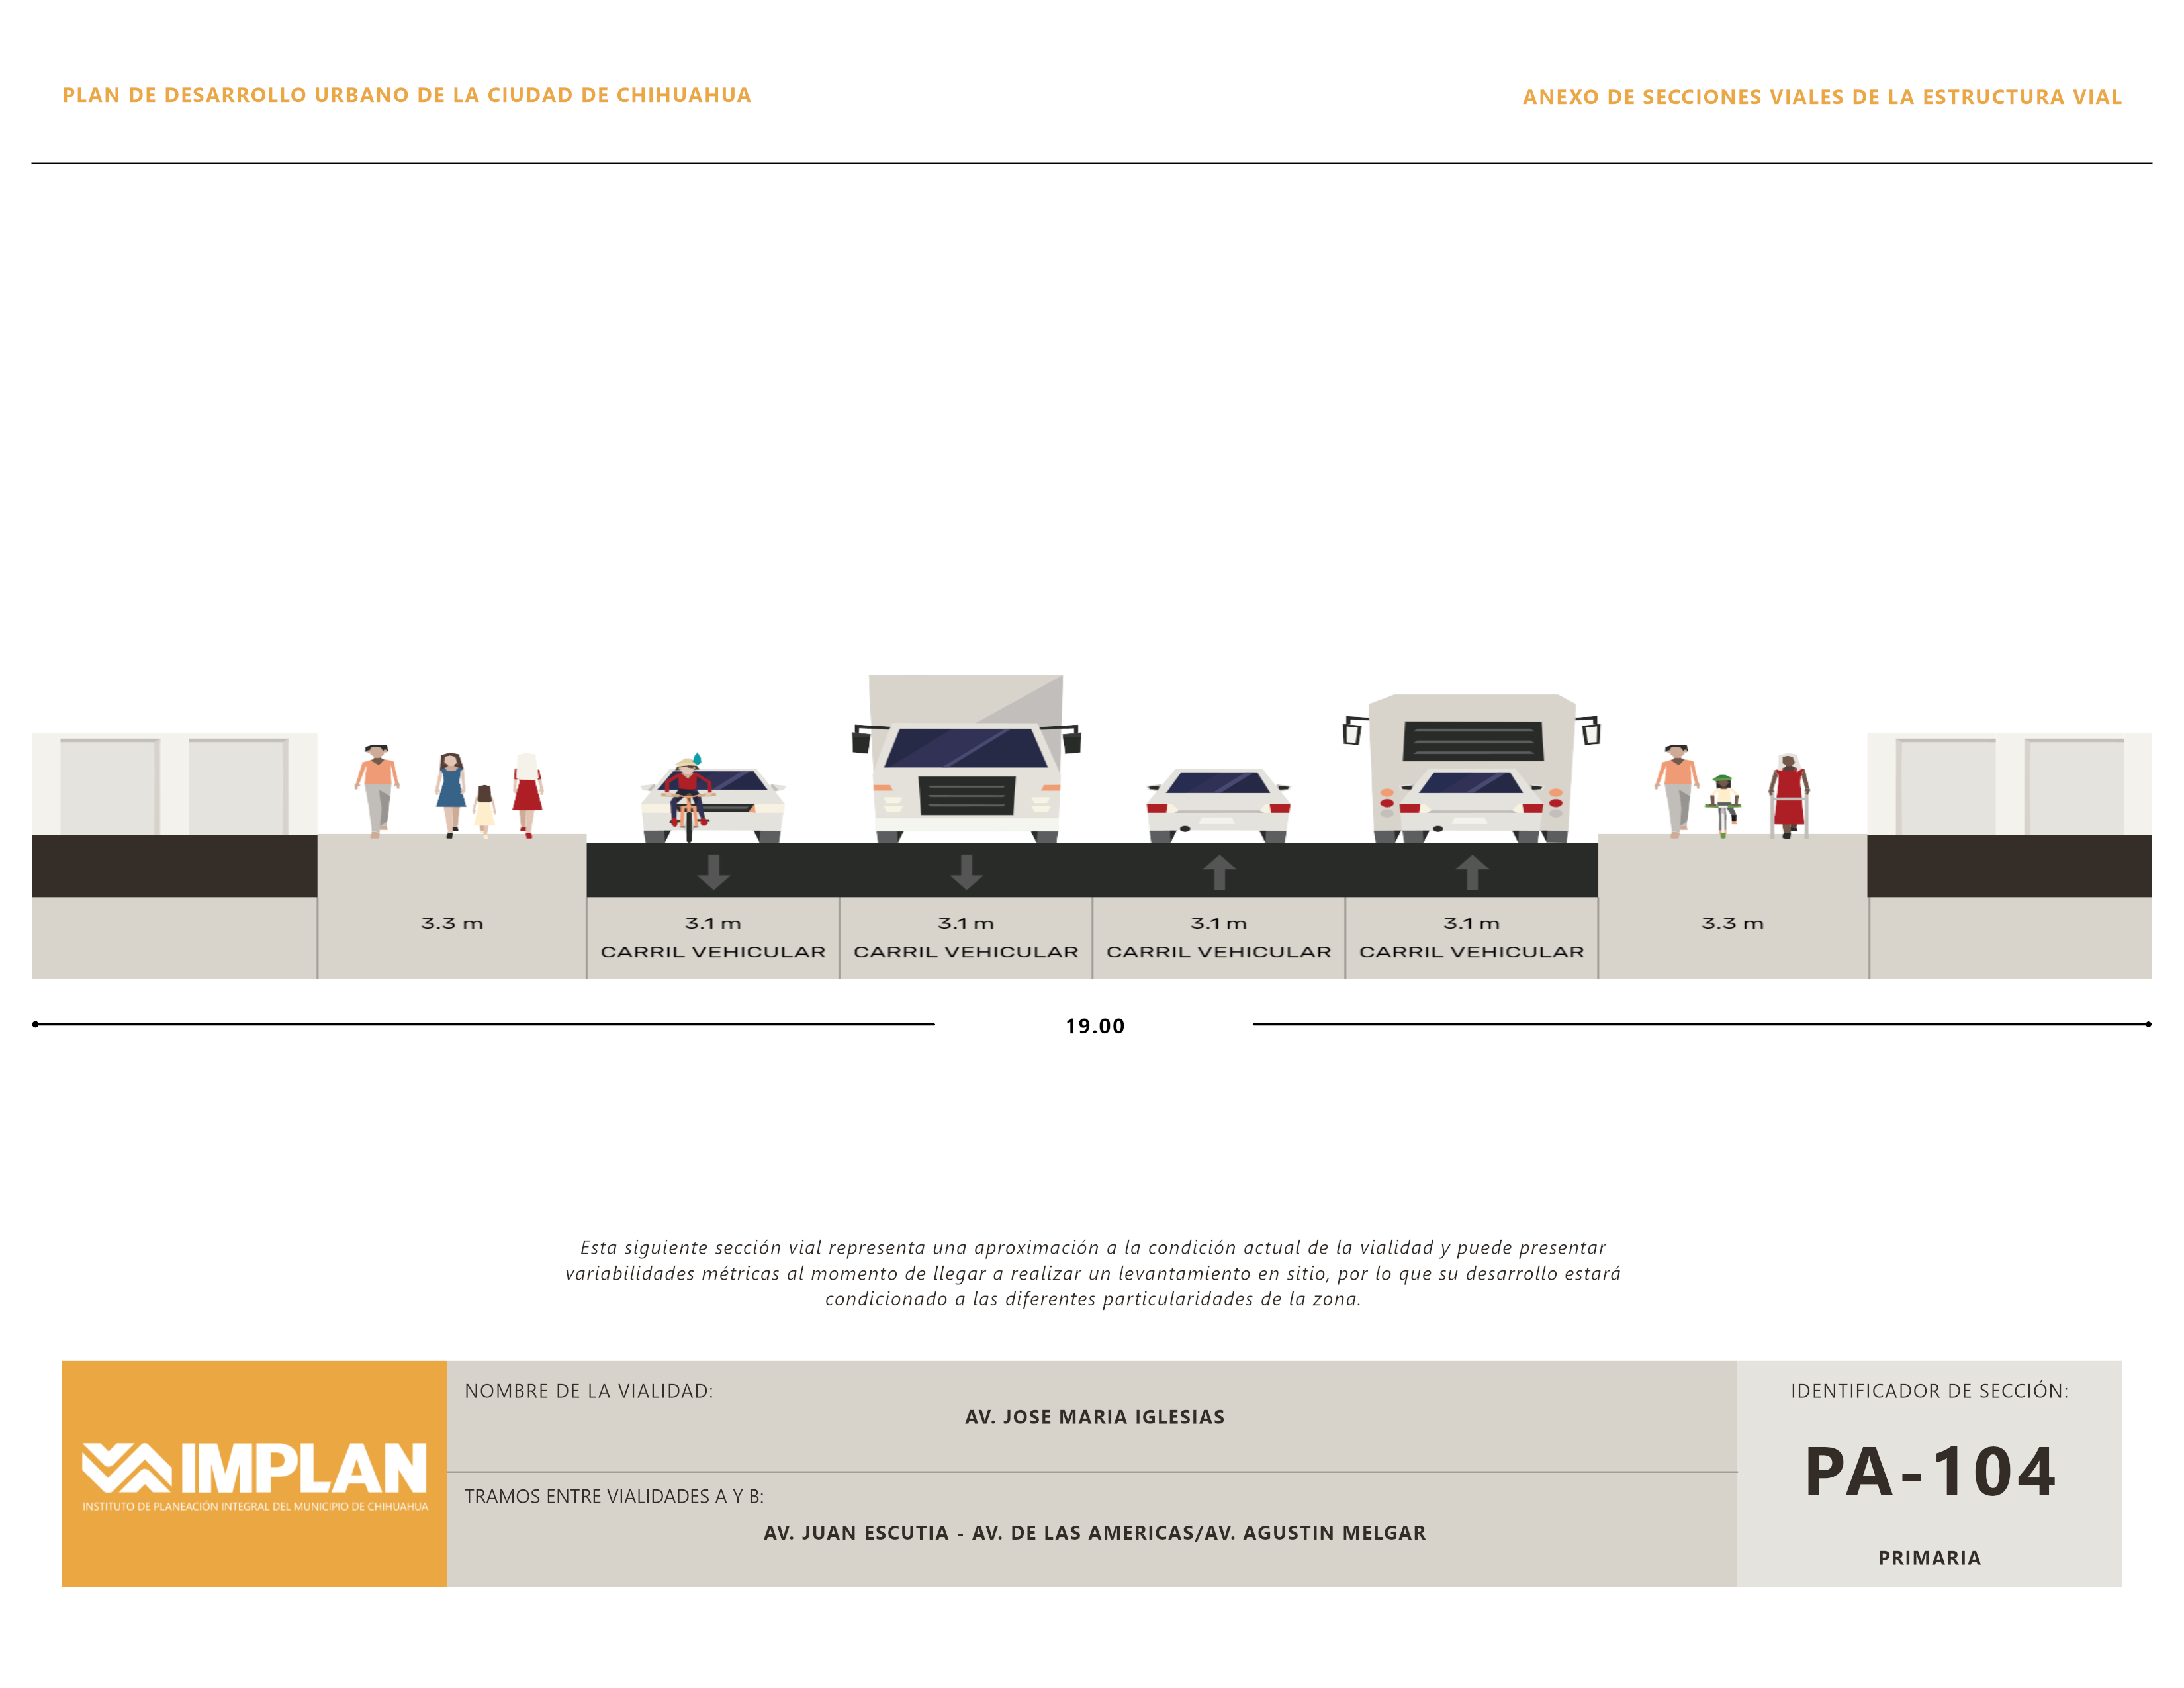 PLAN DE DESARROLLO URBANO DE LA CIUDAD DE CHIHUAHUA
ANEXO DE SECCIONES VIALES DE LA ESTRUCTURA VIAL
3.3 m
3.1 m
3.1 m
3.1 m
3.1 m
3.3 m
CARRIL VEHICULAR
CARRIL VEHICULAR
CARRIL VEHICULAR
CARRIL VEHICULAR
19.00
Esta siguiente sección vial representa una aproximación a la condición actual de la vialidad y puede presentar
variabilidades métricas al momento de llegar a realizar un levantamiento en sitio, por lo que su desarrollo estará
condicionado a las diferentes particularidades de la zona.
IMPLAN
INSTITUTO DE PLANEACIÓN INTEGRAL DEL MUNICIPIO DE CHIHUAHUA
NOMBRE DE LA VIALIDAD:
AV. JOSE MARIA IGLESIAS
TRAMOS ENTRE VIALIDADES A Y B:
AV. JUAN ESCUTIA - AV. DE LAS AMERICAS/AV. AGUSTIN MELGAR
IDENTIFICADOR DE SECCIÓN:
PA-104
PRIMARIA